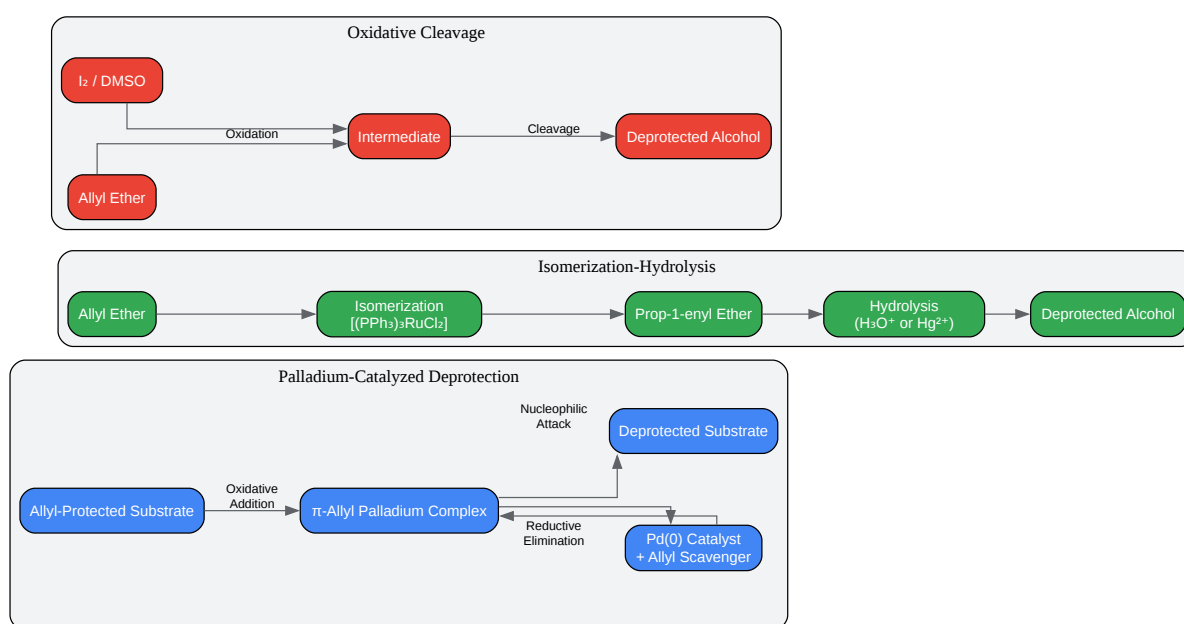 Oxidative Cleavage
I₂ / DMSO
Oxidation
Intermediate
Cleavage
Deprotected Alcohol
Allyl Ether
Isomerization-Hydrolysis
Allyl Ether
Isomerization
[(PPh₃)₃RuCl₂]
Prop-1-enyl Ether
Hydrolysis
(H₃O⁺ or Hg²⁺)
Deprotected Alcohol
Palladium-Catalyzed Deprotection
Allyl-Protected Substrate
Oxidative
Addition
π-Allyl Palladium Complex
Nucleophilic
Attack
Deprotected Substrate
Reductive
Elimination
Pd(0) Catalyst
+ Allyl Scavenger